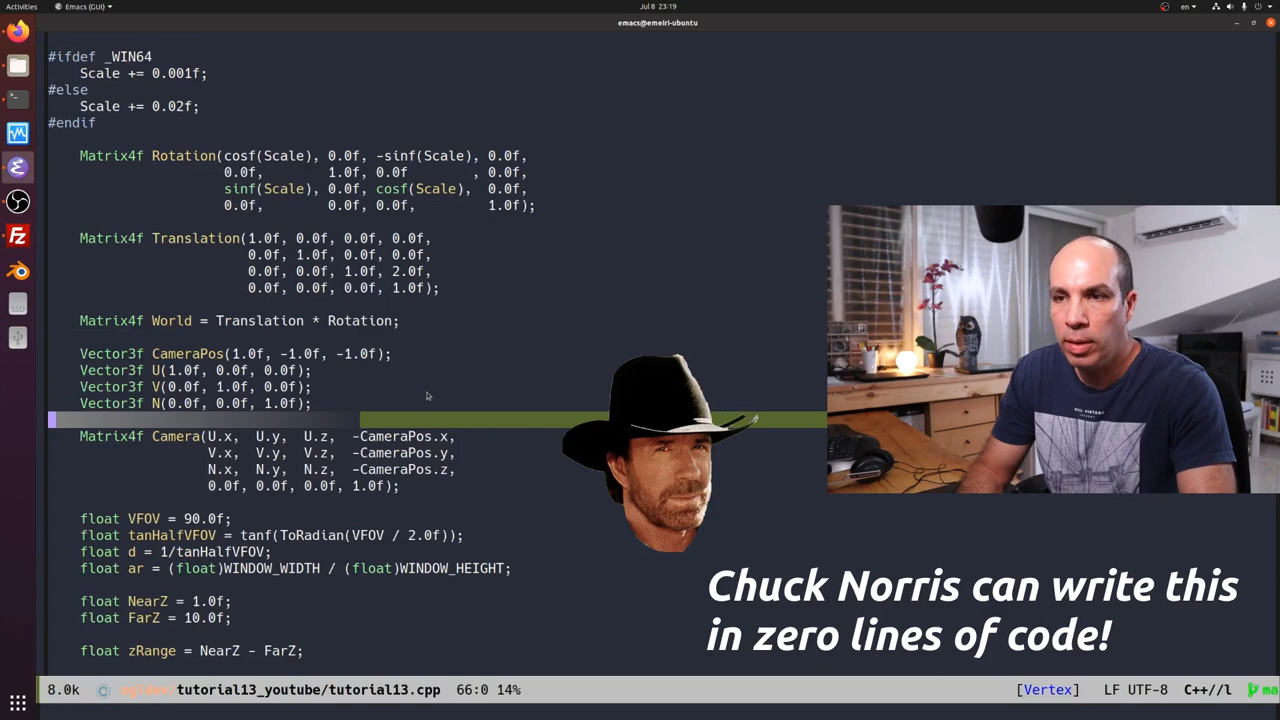 Activities
Emacs (GUI)
Jul 8 23:19
en
emacs@emeiri-ubuntu
#ifdef _WIN64
Scale += 0.001f;
#else
Scale += 0.02f;
#endif
Matrix4f Rotation(cosf(Scale), 0.0f, -sinf(Scale), 0.0f,
0.0f, 1.0f, 0.0f , 0.0f,
sinf(Scale), 0.0f, cosf(Scale), 0.0f,
0.0f, 0.0f, 0.0f, 1.0f);
Matrix4f Translation(1.0f, 0.0f, 0.0f, 0.0f,
0.0f, 1.0f, 0.0f, 0.0f,
0.0f, 0.0f, 1.0f, 2.0f,
0.0f, 0.0f, 0.0f, 1.0f);
Matrix4f World = Translation * Rotation;
Vector3f CameraPos(1.0f, -1.0f, -1.0f);
Vector3f U(1.0f, 0.0f, 0.0f);
Vector3f V(0.0f, 1.0f, 0.0f);
Vector3f N(0.0f, 0.0f, 1.0f);
Matrix4f Camera(U.x, U.y, U.z, -CameraPos.x,
V.x, V.y, V.z, -CameraPos.y,
N.x, N.y, N.z, -CameraPos.z,
0.0f, 0.0f, 0.0f, 1.0f);
float VFOV = 90.0f;
float tanHalfVFOV = tanf(ToRadian(VFOV / 2.0f));
float d = 1/tanHalfVFOV;
float ar = (float)WINDOW_WIDTH / (float)WINDOW_HEIGHT;
float NearZ = 1.0f;
float FarZ = 10.0f;
float zRange = NearZ - FarZ;
Chuck Norris can write this
in zero lines of code!
8.0k tutorial13_youtube/tutorial13.cpp 66:0 14% [Vertex] LF UTF-8 C++//l ma
SSD
Fz